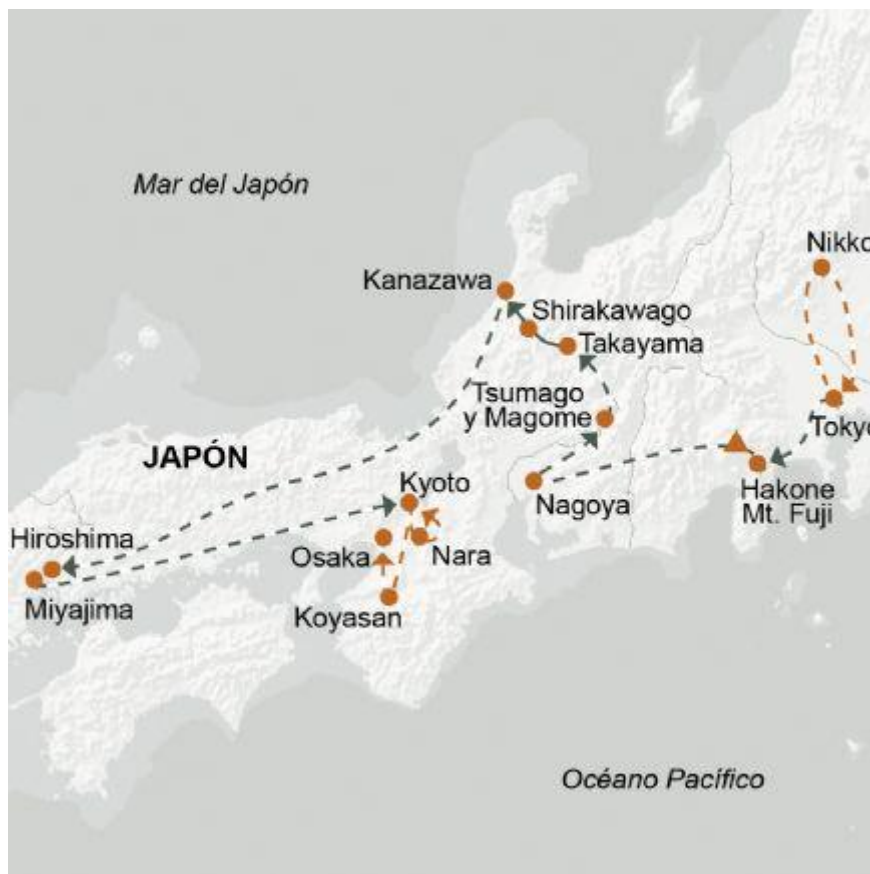 Mar del Japón
Nikko
Kanazawa
Shirakawago
Takayama
Tsumago
y Magome
Tokyo
JAPÓN
Kyoto
Nagoya
Hakone
Mt. Fuji
Hiroshima
Osaka
Nara
Miyajima
Koyasan
Océano Pacífico